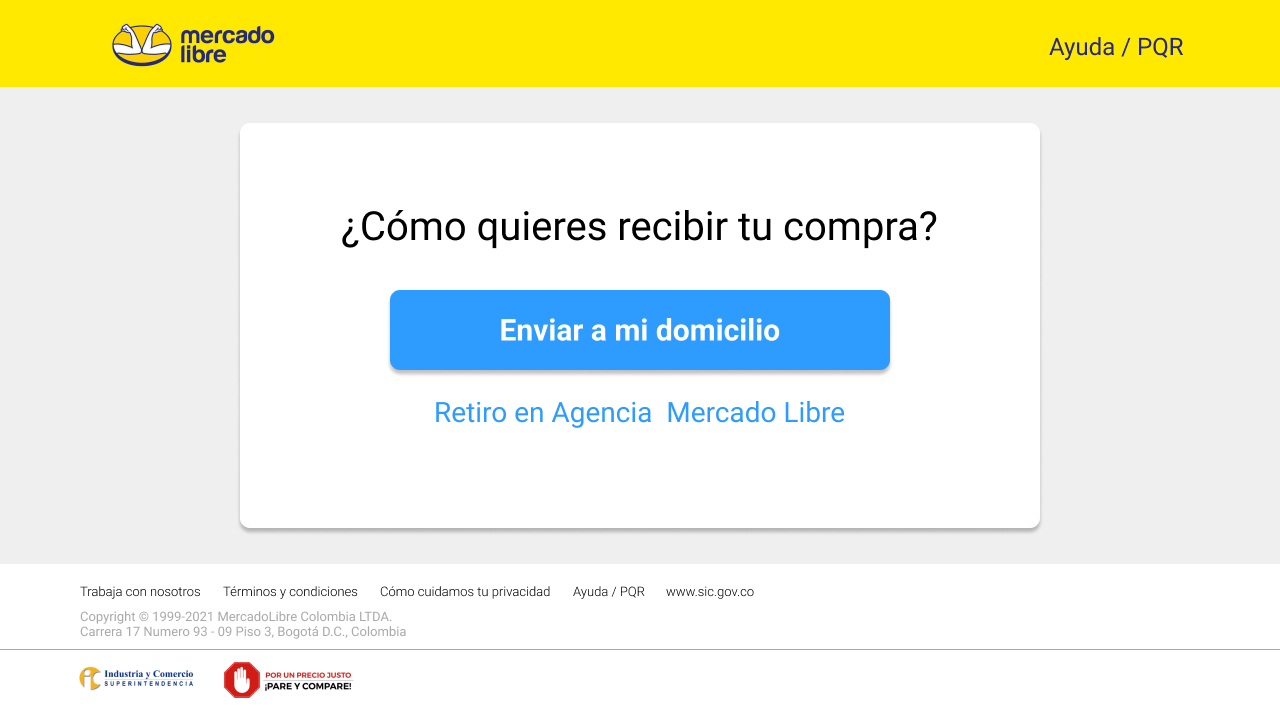 mercado
libre
Ayuda / PQR
¿Cómo quieres recibir tu compra?
Enviar a mi domicilio
Retiro en Agencia  Mercado Libre
Trabaja con nosotros
Términos y condiciones
Cómo cuidamos tu privacidad
Ayuda / PQR
www.sic.gov.co
Copyright © 1999-2021 MercadoLibre Colombia LTDA.
Carrera 17 Numero 93 - 09 Piso 3, Bogotá D.C., Colombia
Industria y Comercio
SUPERINTENDENCIA
POR UN PRECIO JUSTO
¡PARE Y COMPARE!